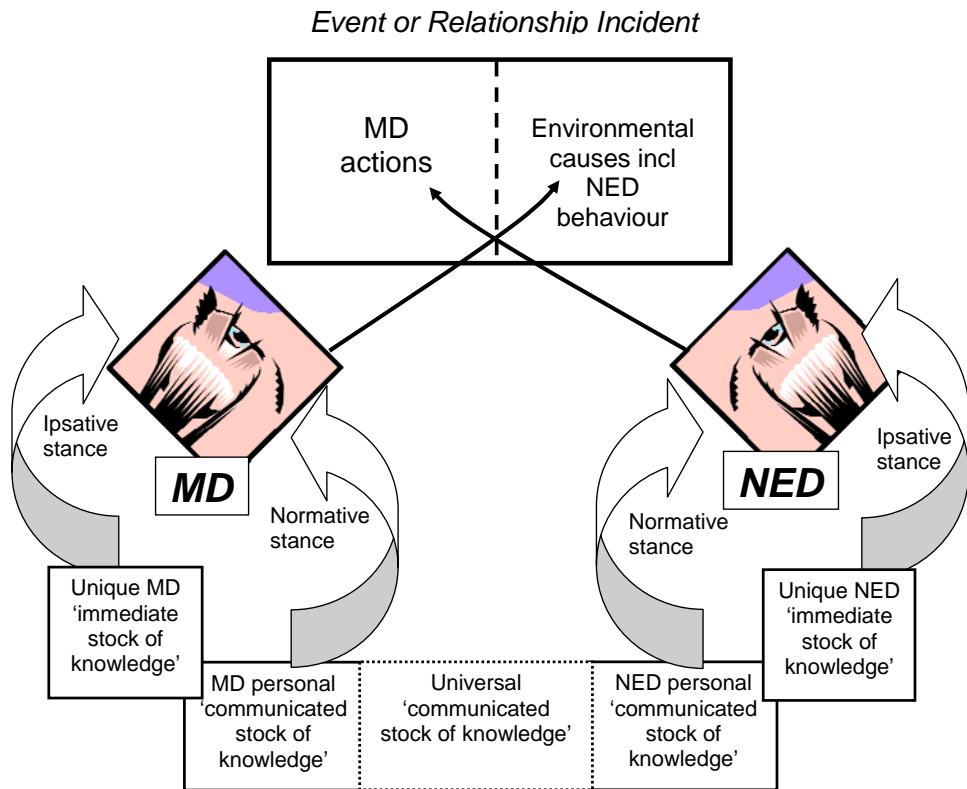 Event or Relationship Incident
MD
actions
Environmental
causes incl
NED
behaviour
Ipsative
stance
MD
Normative
stance
NED
Ipsative
stance
Normative
stance
Unique MD
‘immediate
stock of
knowledge’
Unique NED
‘immediate
stock of
knowledge’
MD personal
‘communicated
stock of
knowledge’
Universal
‘communicated
stock of knowledge’
NED personal
‘communicated
stock of
knowledge’